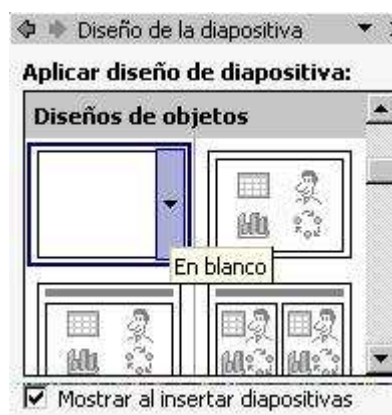 Diseño de la diapositiva
Aplicar diseño de diapositiva:
Diseños de objetos
En blanco
Mostrar al insertar diapositivas